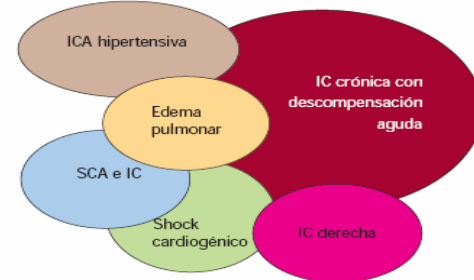 ICA hipertensiva
IC crónica con
descompensación
aguda
Edema
pulmonar
SCA e IC
Shock
cardiogénico
IC derecha